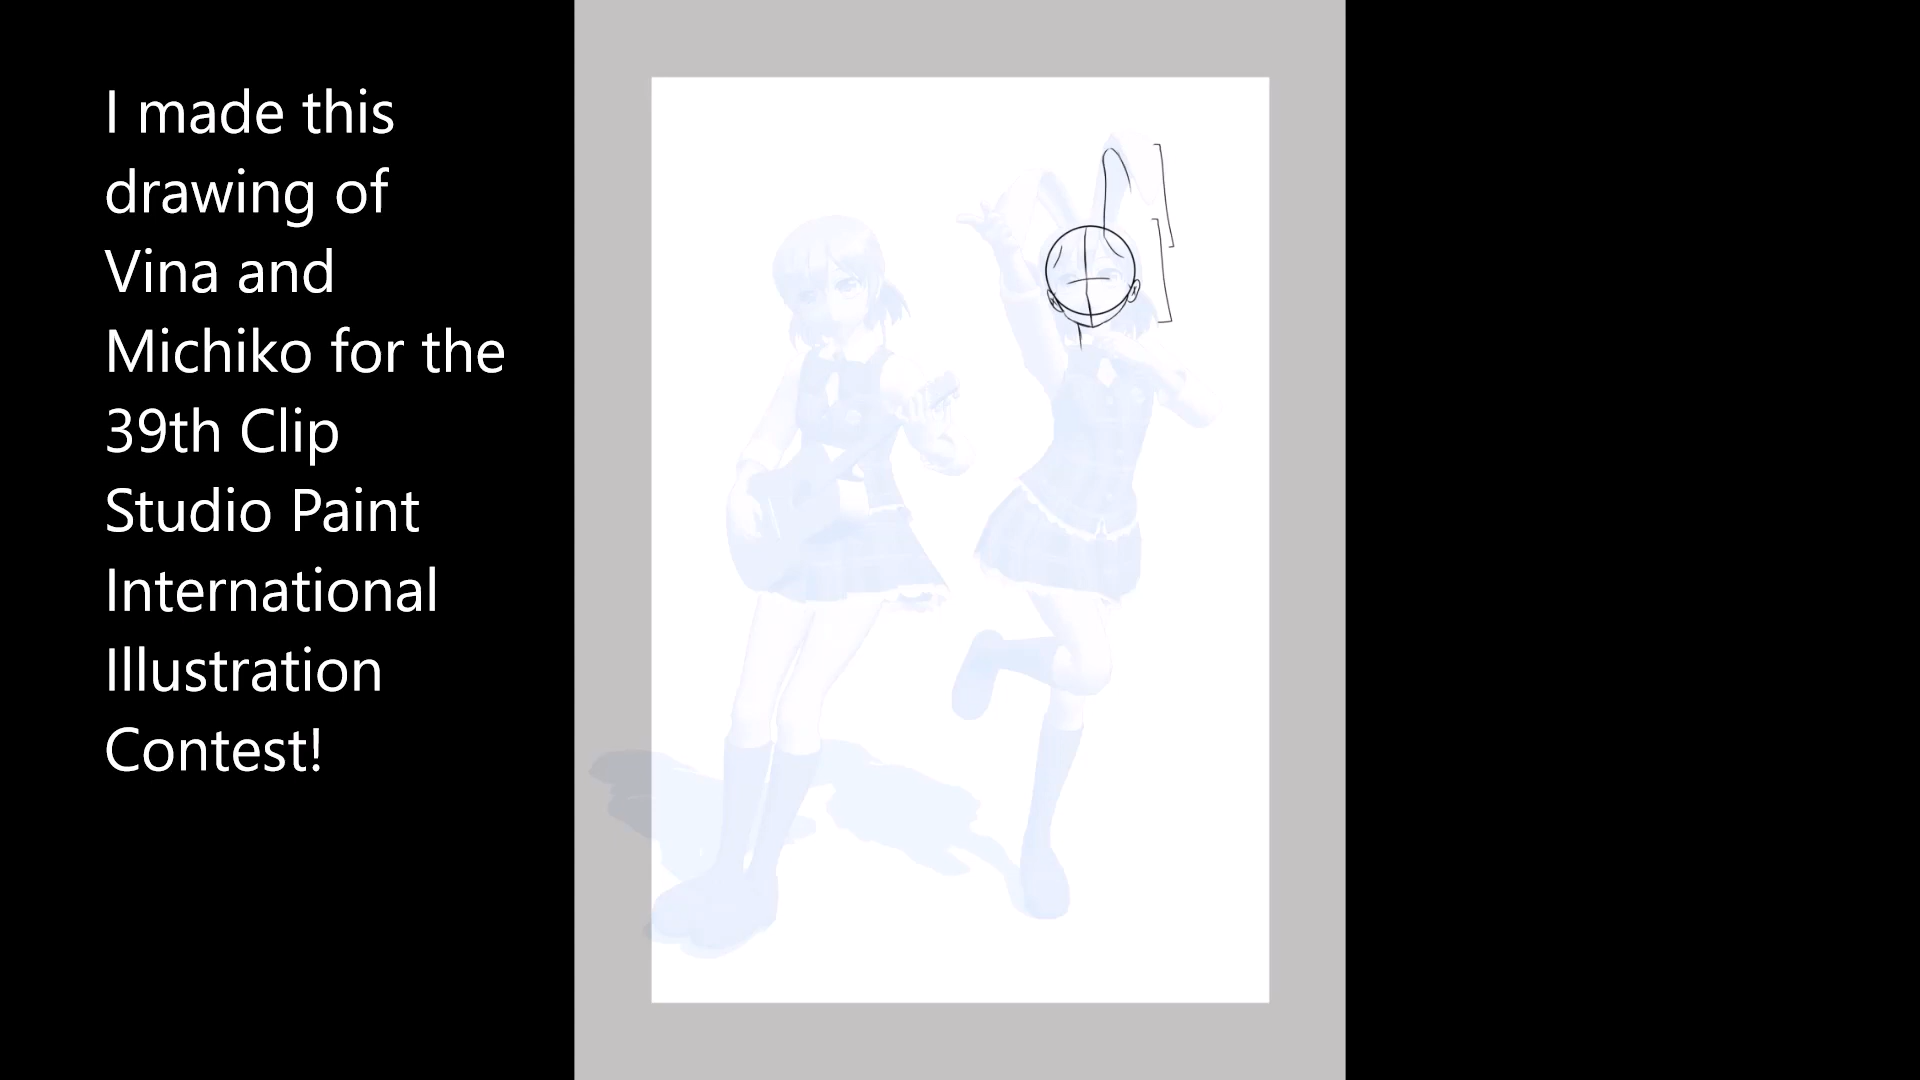 I made this
drawing of
Vina and
Michiko for the
39th Clip
Studio Paint
International
Illustration
Contest!